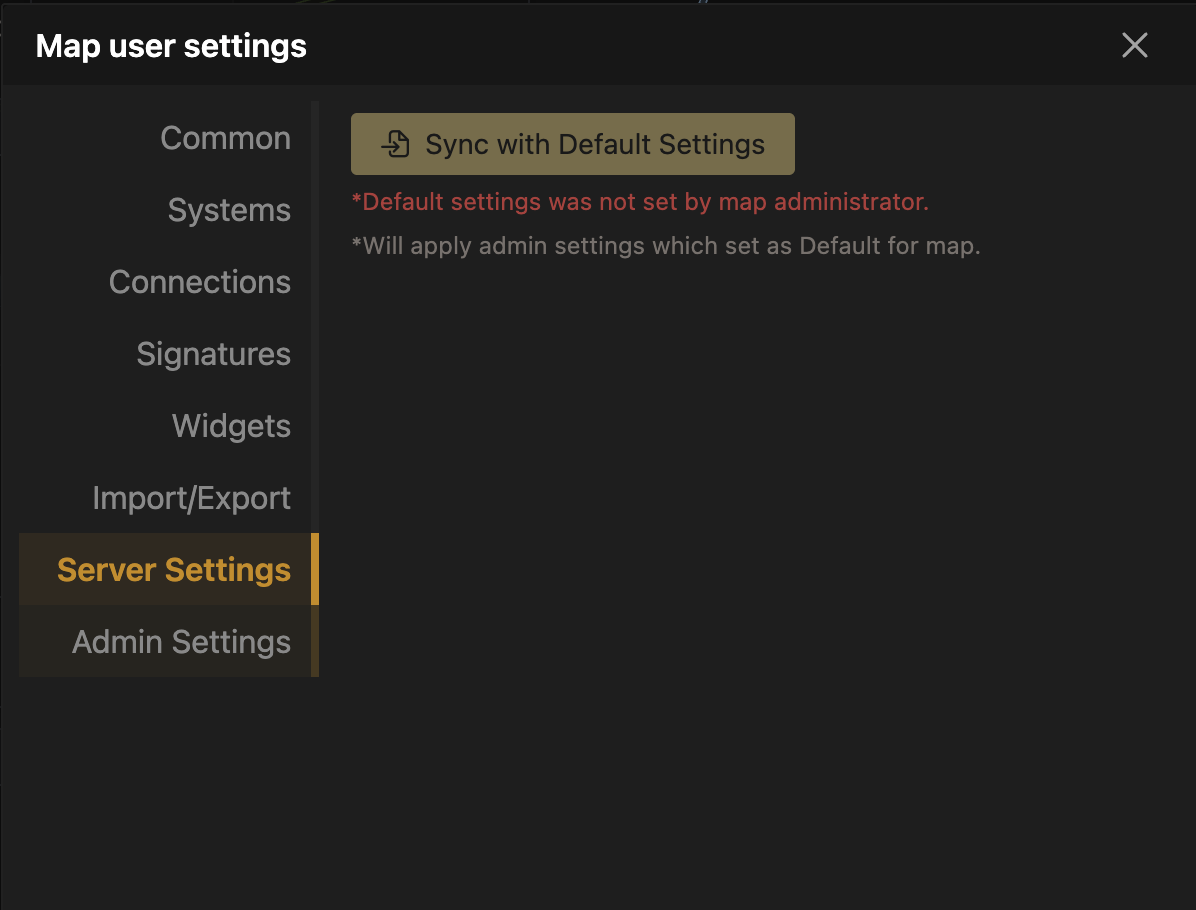 Map user settings
Common
Systems
Connections
Signatures
Widgets
Import/Export
Server Settings
Admin Settings
Sync with Default Settings
*Default settings was not set by map administrator.
*Will apply admin settings which set as Default for map.